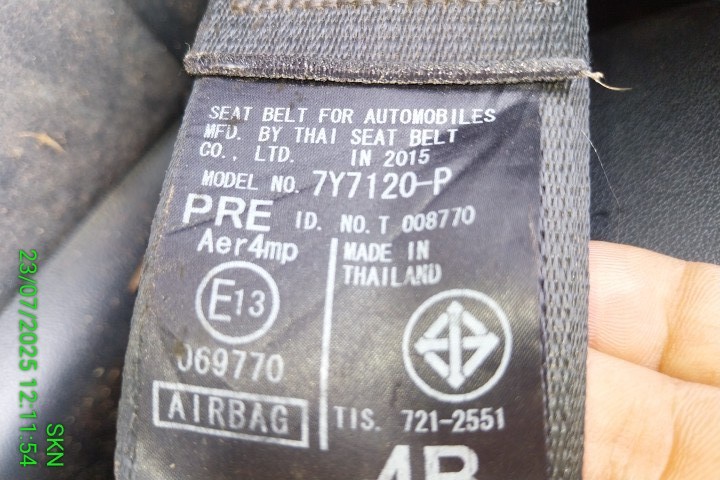 SEAT BELT FOR AUTOMOBILES
MFD. BY THAI SEAT BELT
CO., LTD. IN 2015
MODEL NO. 7Y7120-P
PRE ID. NO. T 008770
Aer4mp
MADE IN
THAILAND
E13
069770
AIRBAG
TIS. 721-2551
23/07/2025 12:11:54
SKN